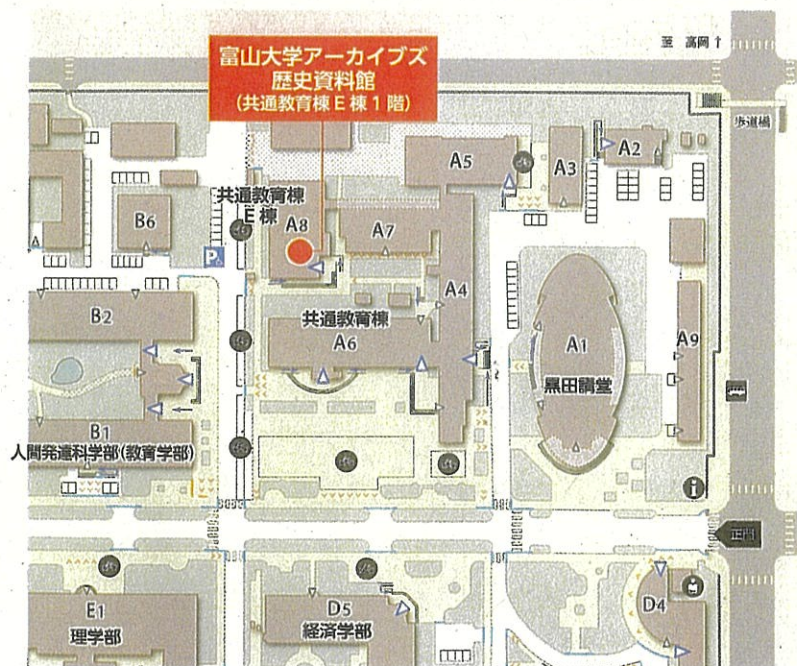 至 高岡↑
富山大学アーカイブズ
歴史資料館
(共通教育棟E棟1階)
歩道橋
A5
A3
A2
共通教育棟
E棟
B6
A8
A7
P
A4
B2
共通教育棟
A6
A1
黒田講堂
A9
B1
人間発達科学部(教育学部)
i
正門
E1
理学部
D5
経済学部
D4